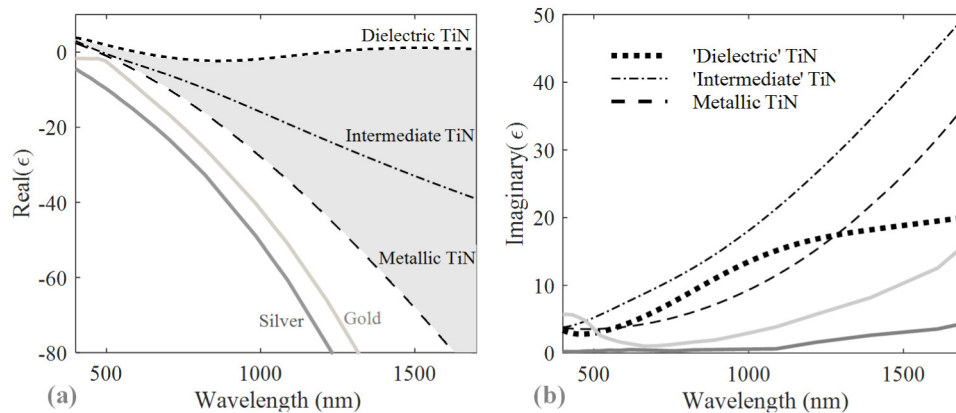 0
-20
-40
-60
-80
Real(ϵ)
Dielectric TiN
Intermediate TiN
Metallic TiN
Silver
Gold
500
1000
1500
Wavelength (nm)
(a)
50
40
30
20
10
0
Imaginary(ϵ)
'Dielectric' TiN
'Intermediate' TiN
Metallic TiN
500
1000
1500
Wavelength (nm)
(b)